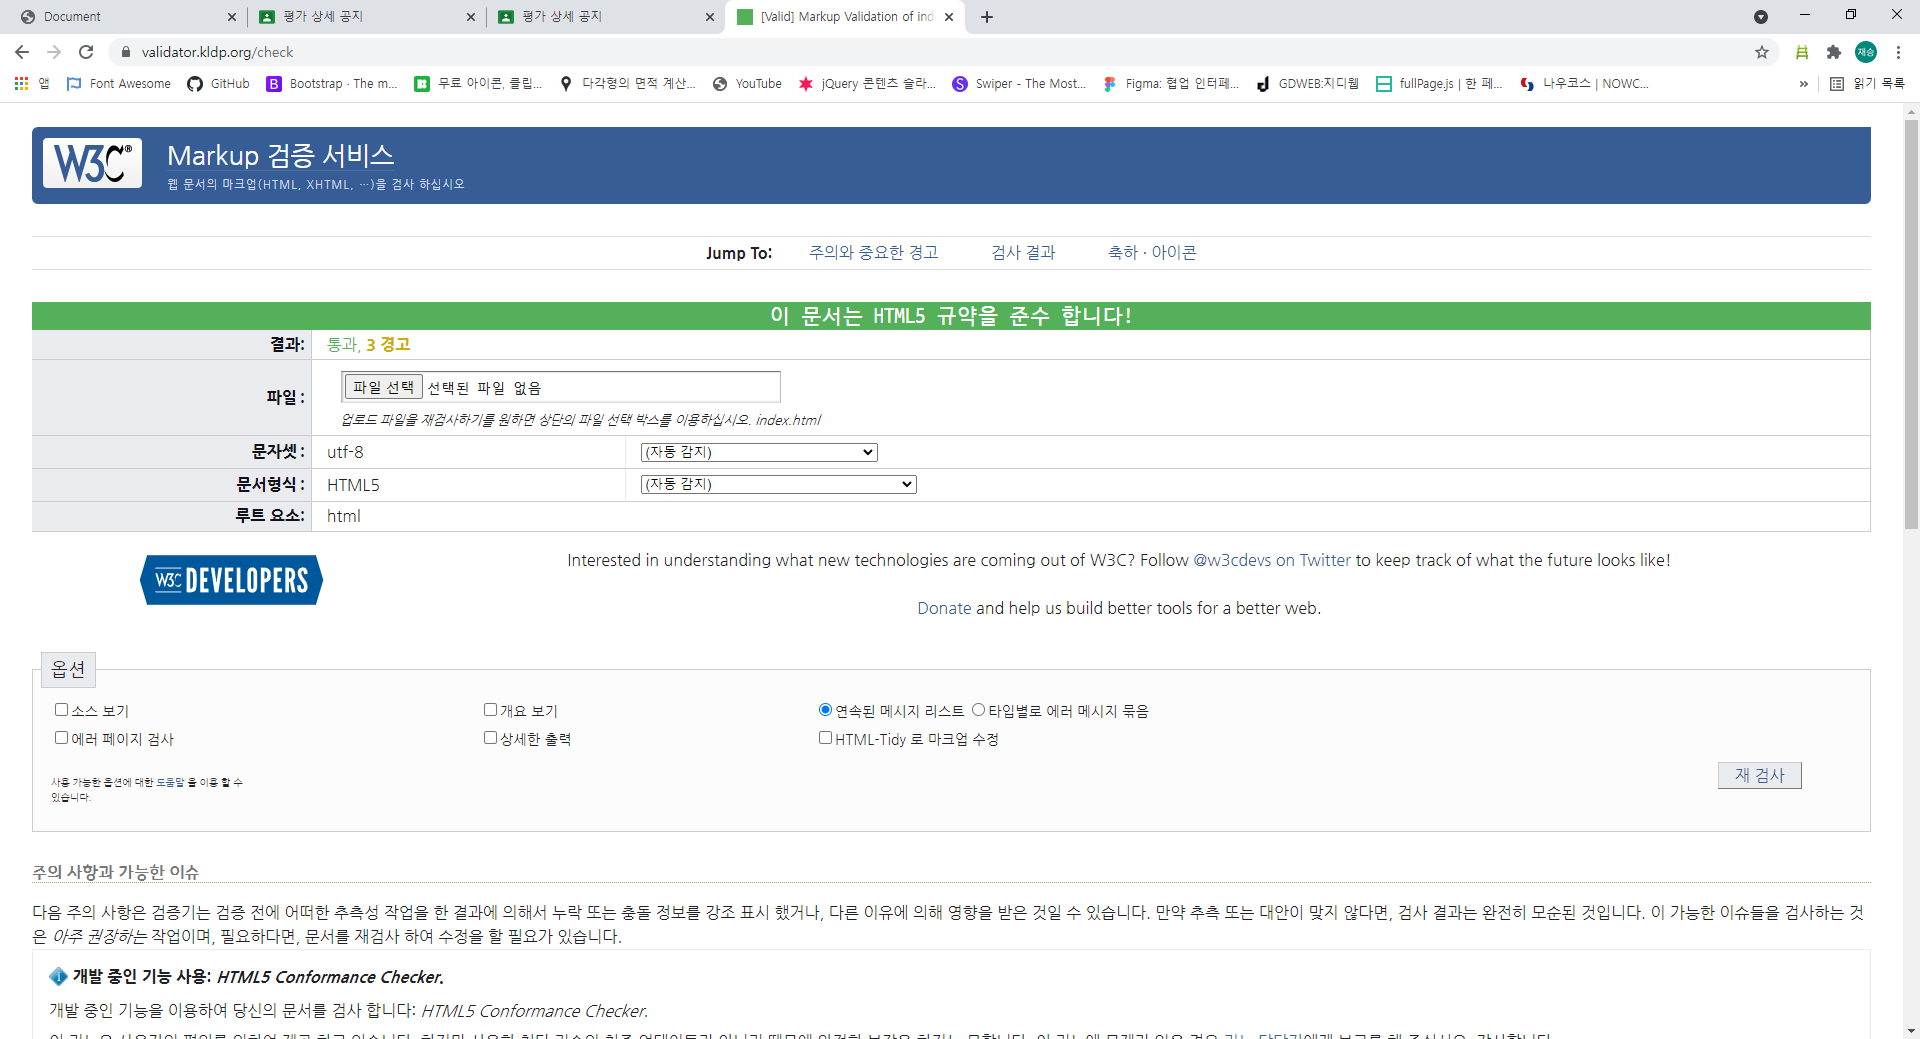 Document
평가 상세 공지
평가 상세 공지
[Valid] Markup Validation of ind
validator.kldp.org/check
재승
앱
Font Awesome
GitHub
Bootstrap · The m...
무료 아이콘, 클립...
다각형의 면적 계산...
YouTube
jQuery 콘텐츠 슬라...
Swiper - The Most...
Figma: 협업 인터페...
GDWEB:지디웹
fullPage.js | 한 페...
나우코스 | NOWC...
»
읽기 목록
W3C®
Markup 검증 서비스
웹 문서의 마크업(HTML, XHTML, …)을 검사 하십시오
Jump To: 주의와 중요한 경고 검사 결과 축하 · 아이콘
이 문서는 HTML5 규약을 준수 합니다!
결과: 통과, 3 경고
파일 : 파일 선택 선택된 파일 없음
업로드 파일을 재검사하기를 원하면 상단의 파일 선택 박스를 이용하십시오. index.html
문자셋 : utf-8 (자동 감지)
문서형식 : HTML5 (자동 감지)
루트 요소: html
W3C DEVELOPERS
Interested in understanding what new technologies are coming out of W3C? Follow @w3cdevs on Twitter to keep track of what the future looks like!
Donate and help us build better tools for a better web.
옵션
소스 보기 개요 보기 연속된 메시지 리스트 타입별로 에러 메시지 묶음
에러 페이지 검사 상세한 출력 HTML-Tidy 로 마크업 수정
사용 가능한 옵션에 대한 도움말 을 이용 할 수
있습니다.
재 검사
주의 사항과 가능한 이슈
다음 주의 사항은 검증기는 검증 전에 어떠한 추측성 작업을 한 결과에 의해서 누락 또는 충돌 정보를 강조 표시 했거나, 다른 이유에 의해 영향을 받은 것일 수 있습니다. 만약 추측 또는 대안이 맞지 않다면, 검사 결과는 완전히 모순된 것입니다. 이 가능한 이슈들을 검사하는 것
은 아주 권장하는 작업이며, 필요하다면, 문서를 재검사 하여 수정을 할 필요가 있습니다.
개발 중인 기능 사용: HTML5 Conformance Checker.
개발 중인 기능을 이용하여 당신의 문서를 검사 합니다: HTML5 Conformance Checker.